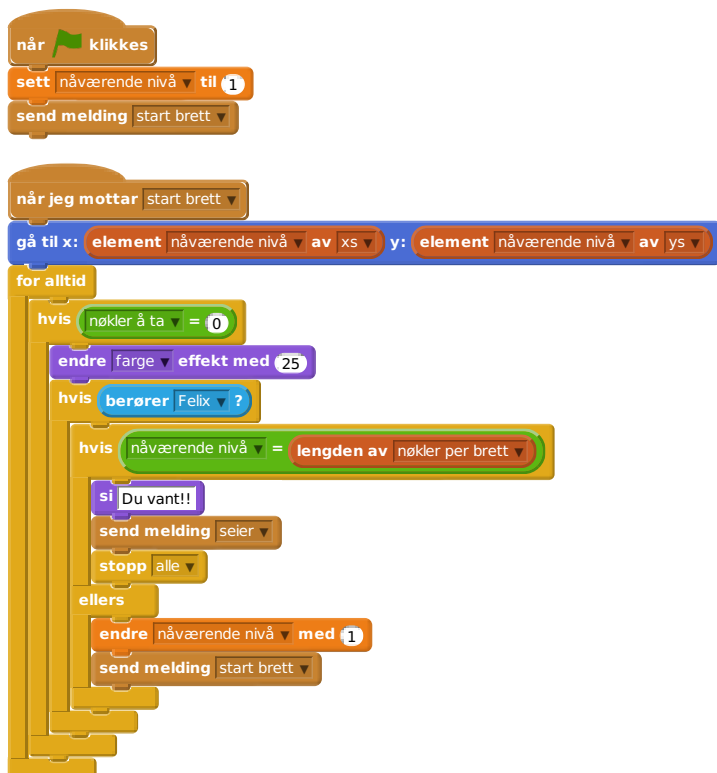 når klikkes
sett nåværende nivå ▾ til 1
send melding start brett ▾
når jeg mottar start brett ▾
gå til x: element nåværende nivå ▾ av xs ▾ y: element nåværende nivå ▾ av ys ▾
for alltid
hvis nøkler å ta ▾ = 0
endre farge ▾ effekt med 25
hvis berører Felix ▾ ?
hvis nåværende nivå ▾ = lengden av nøkler per brett ▾
si Du vant!!
send melding seier ▾
stopp alle ▾
ellers
endre nåværende nivå ▾ med 1
send melding start brett ▾